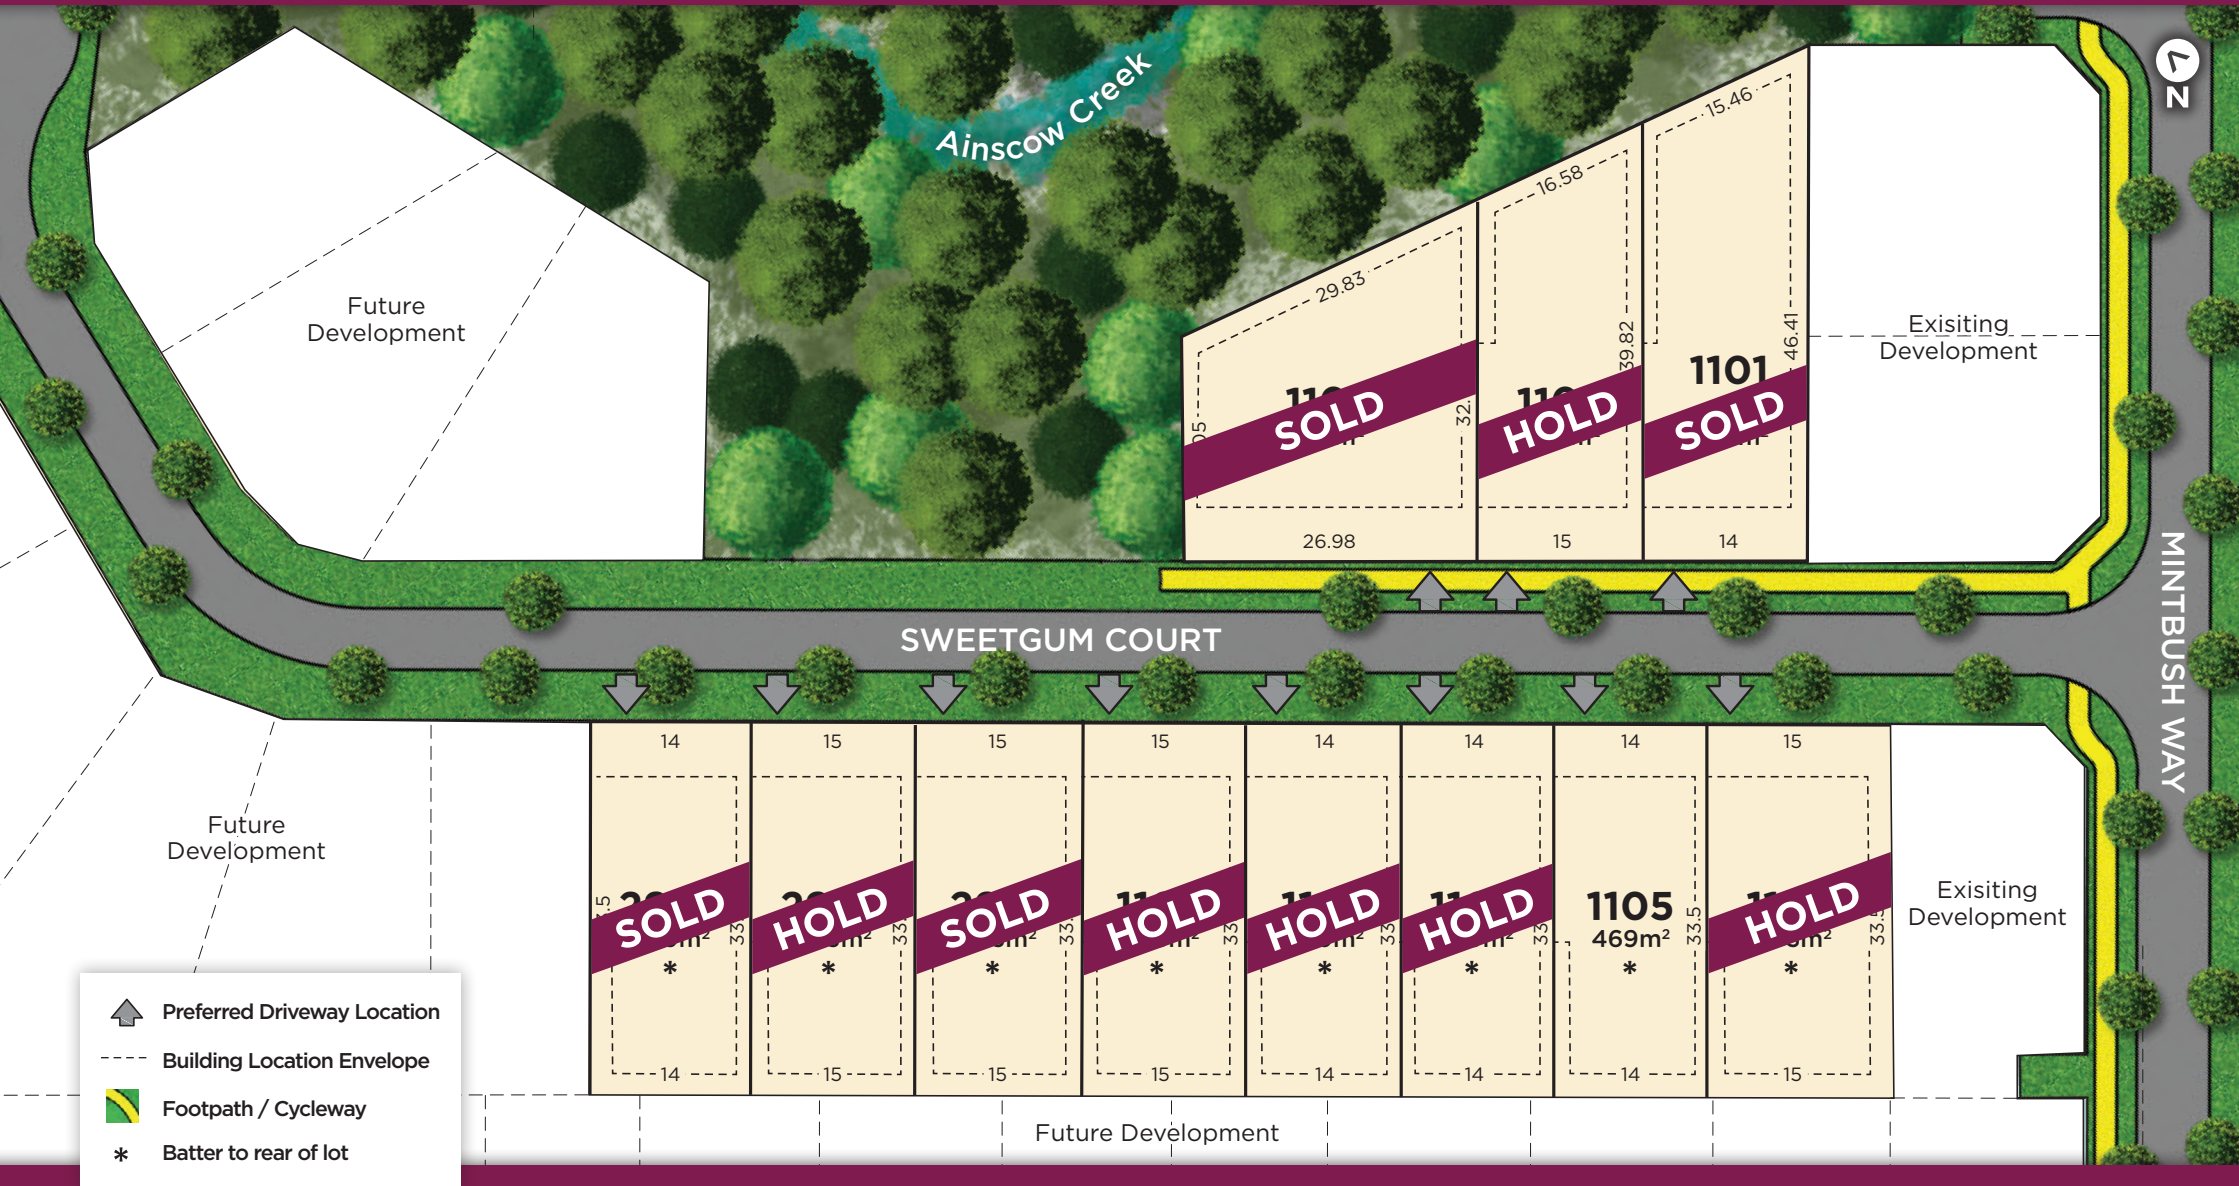 Ainscow Creek
Z
15.46
16.58
29.83
Future
Development
Exisiting
Development
46.41
39.82
1101
SOLD
HOLD
SOLD
26.98
15
14
SWEETGUM COURT
MINTBUSH WAY
14
15
15
15
14
14
14
15
Future
Development
SOLD
HOLD
SOLD
HOLD
HOLD
HOLD
1105
469m²
33.5
HOLD
*
*
*
*
*
*
*
*
Exisiting
Development
14
15
15
15
14
14
14
15
Future Development
Preferred Driveway Location
Building Location Envelope
Footpath / Cycleway
* Batter to rear of lot